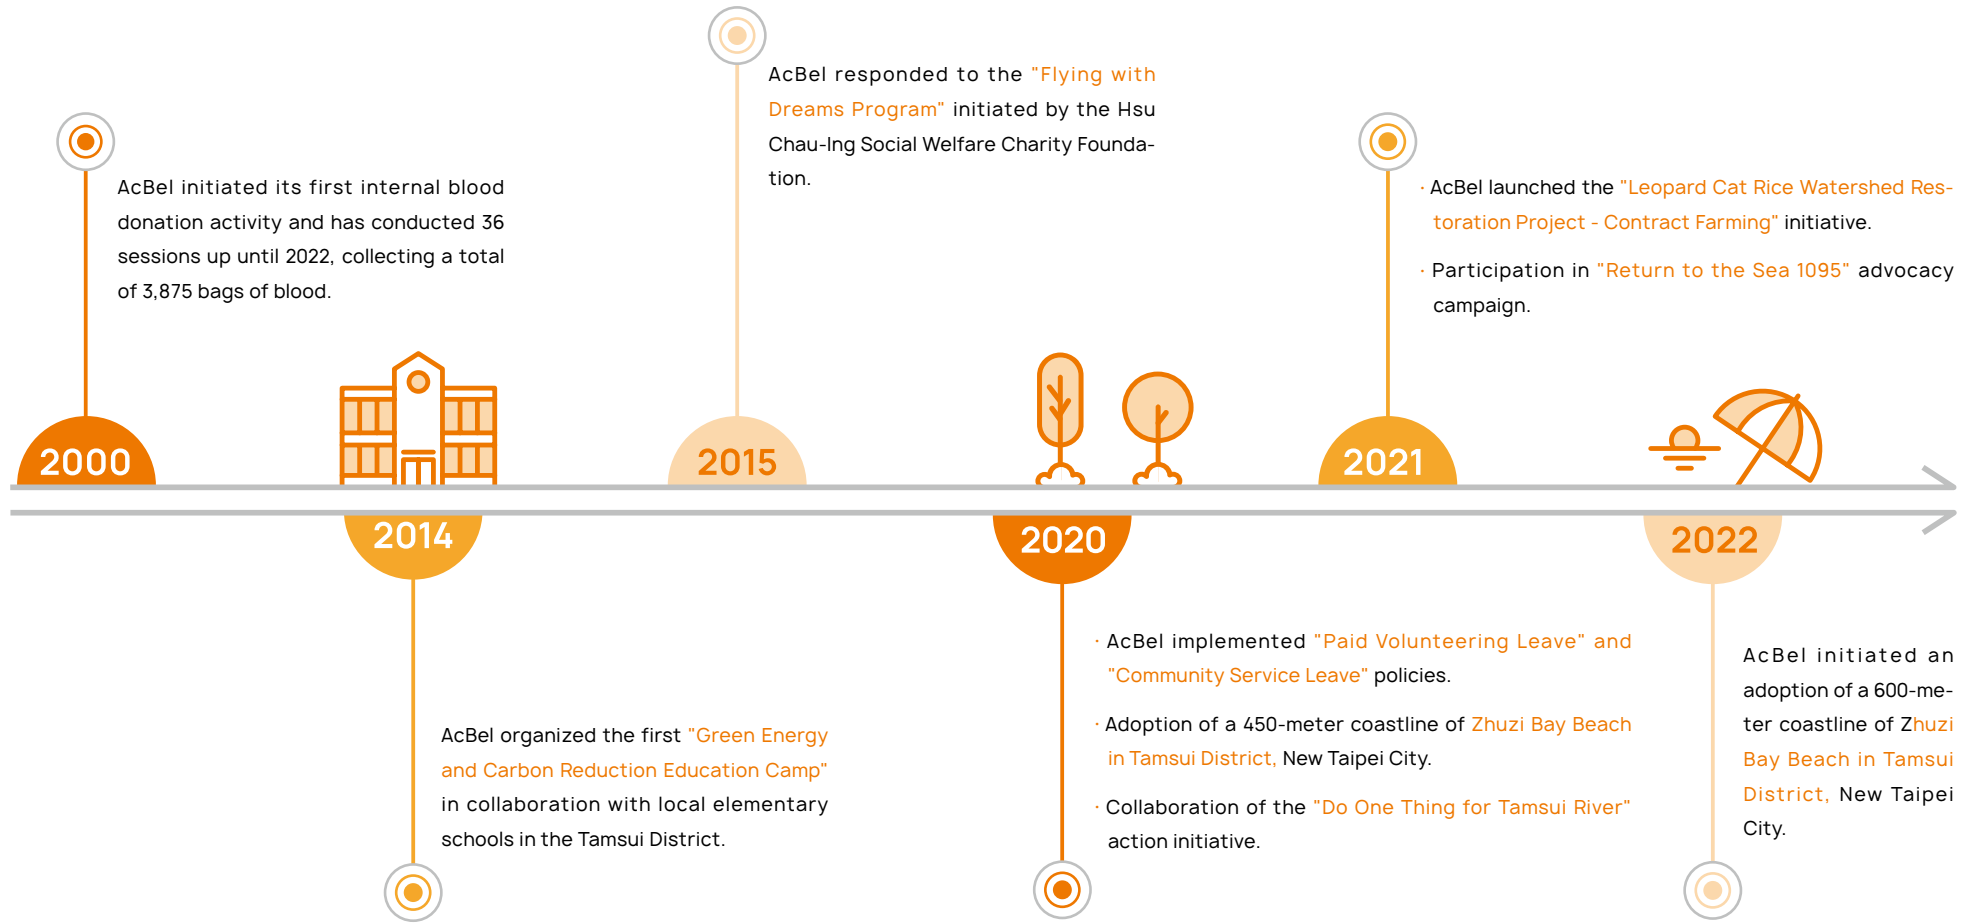 2000
AcBel initiated its first internal blood
donation activity and has conducted 36
sessions up until 2022, collecting a total
of 3,875 bags of blood.
2014
AcBel organized the first "Green Energy
and Carbon Reduction Education Camp"
in collaboration with local elementary
schools in the Tamsui District.
2015
AcBel responded to the "Flying with
Dreams Program" initiated by the Hsu
Chau-Ing Social Welfare Charity Founda-
tion.
2020
· AcBel implemented "Paid Volunteering Leave" and
"Community Service Leave" policies.
· Adoption of a 450-meter coastline of Zhuzi Bay Beach
in Tamsui District, New Taipei City.
· Collaboration of the "Do One Thing for Tamsui River"
action initiative.
2021
· AcBel launched the "Leopard Cat Rice Watershed Res-
toration Project - Contract Farming" initiative.
· Participation in "Return to the Sea 1095" advocacy
campaign.
2022
AcBel initiated an
adoption of a 600-me-
ter coastline of Zhuzi
Bay Beach in Tamsui
District, New Taipei
City.